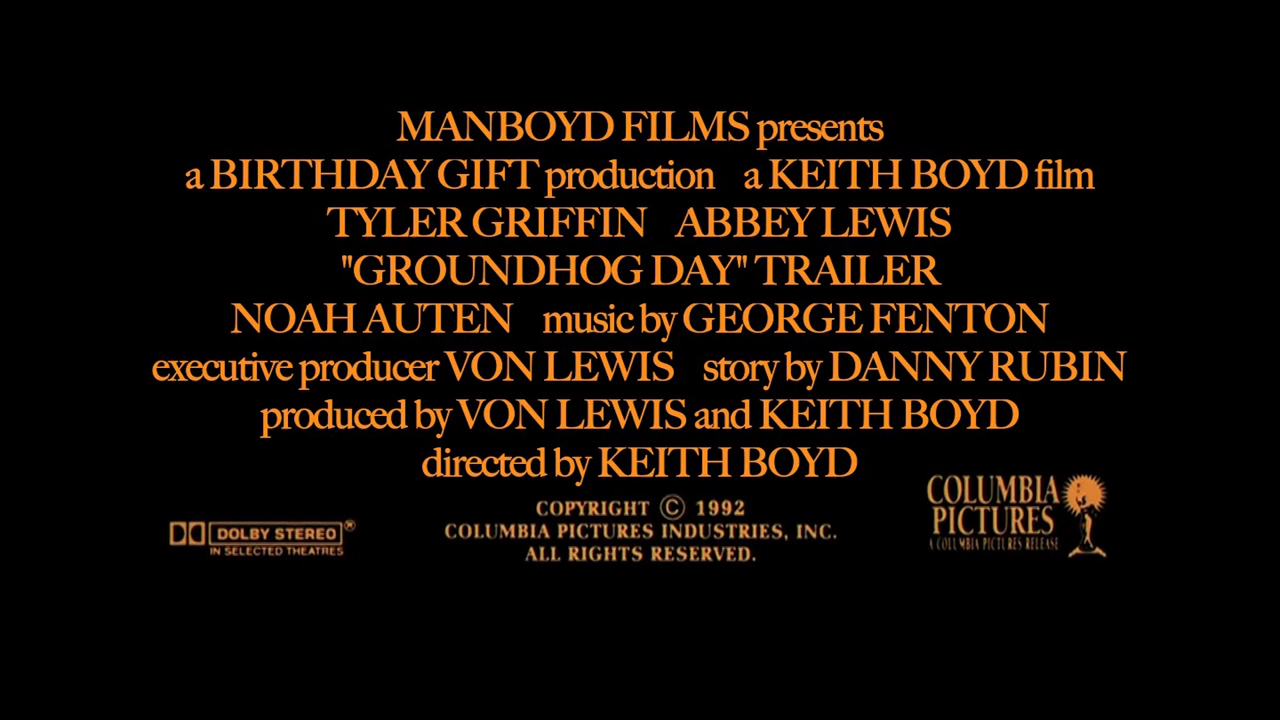 MANBOYD FILMS presents
a BIRTHDAY GIFT production a KEITH BOYD film
TYLER GRIFFIN ABBEY LEWIS
"GROUNDHOG DAY" TRAILER
NOAH AUTEN music by GEORGE FENTON
executive producer VON LEWIS story by DANNY RUBIN
produced by VON LEWIS and KEITH BOYD
directed by KEITH BOYD
DOLBY STEREO®
IN SELECTED THEATRES
COPYRIGHT © 1992
COLUMBIA PICTURES INDUSTRIES, INC.
ALL RIGHTS RESERVED.
COLUMBIA
PICTURES
A COLUMBIA PICTURES RELEASE